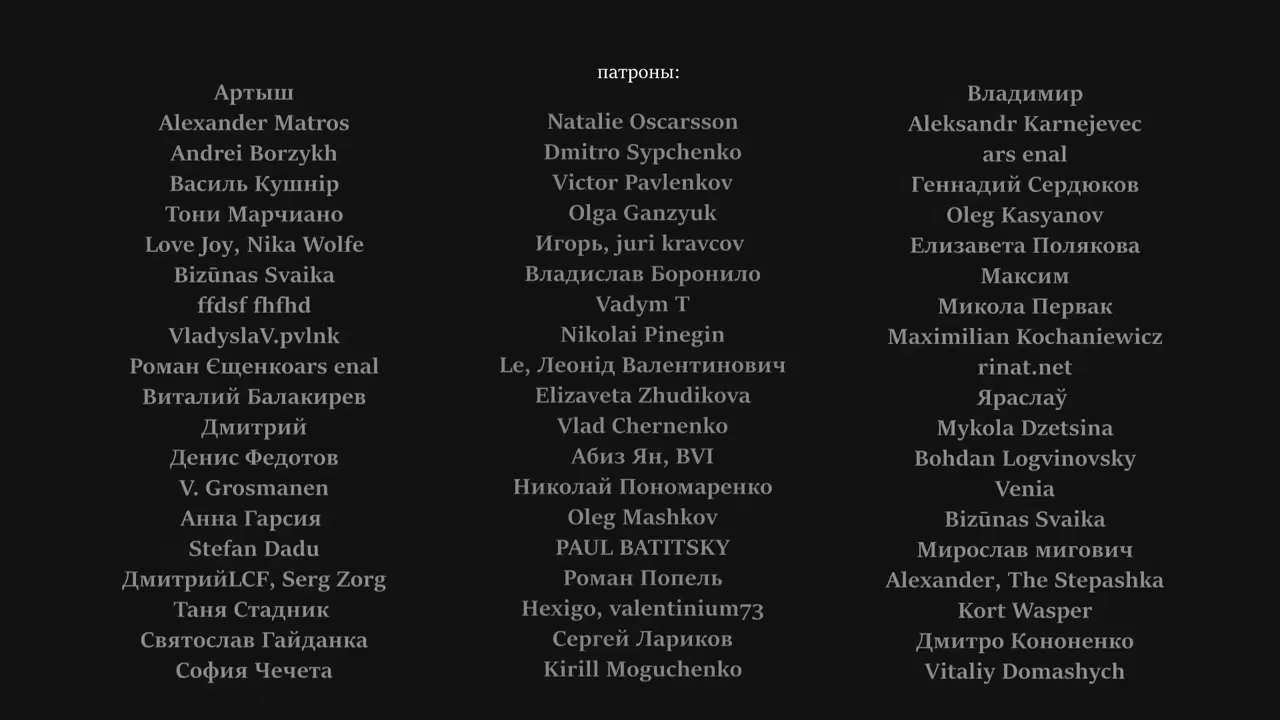 патроны:
Артыш
Alexander Matros
Andrei Borzykh
Василь Кушнір
Тони Марчиано
Love Joy, Nika Wolfe
Bizūnas Svaika
ffdsf fhfhd
VladyslaV.pvlnk
Роман Єщенкоars enal
Виталий Балакирев
Дмитрий
Денис Федотов
V. Grosmanen
Анна Гарсия
Stefan Dadu
ДмитрийLCF, Serg Zorg
Таня Стадник
Святослав Гайданка
София Чечета
Natalie Oscarsson
Dmitro Sypchenko
Victor Pavlenkov
Olga Ganzyuk
Игорь, juri kravcov
Владислав Боронило
Vadym T
Nikolai Pinegin
Le, Леонід Валентинович
Elizaveta Zhudikova
Vlad Chernenko
Абиз Ян, BVI
Николай Пономаренко
Oleg Mashkov
PAUL BATITSKY
Роман Попель
Hexigo, valentinium73
Сергей Лариков
Kirill Moguchenko
Владимир
Aleksandr Karnejevec
ars enal
Геннадий Сердюков
Oleg Kasyanov
Елизавета Полякова
Максим
Микола Первак
Maximilian Kochaniewicz
rinat.net
Яраслаў
Mykola Dzetsina
Bohdan Logvinovsky
Venia
Bizūnas Svaika
Мирослав мигович
Alexander, The Stepashka
Kort Wasper
Дмитро Кононенко
Vitaliy Domashych